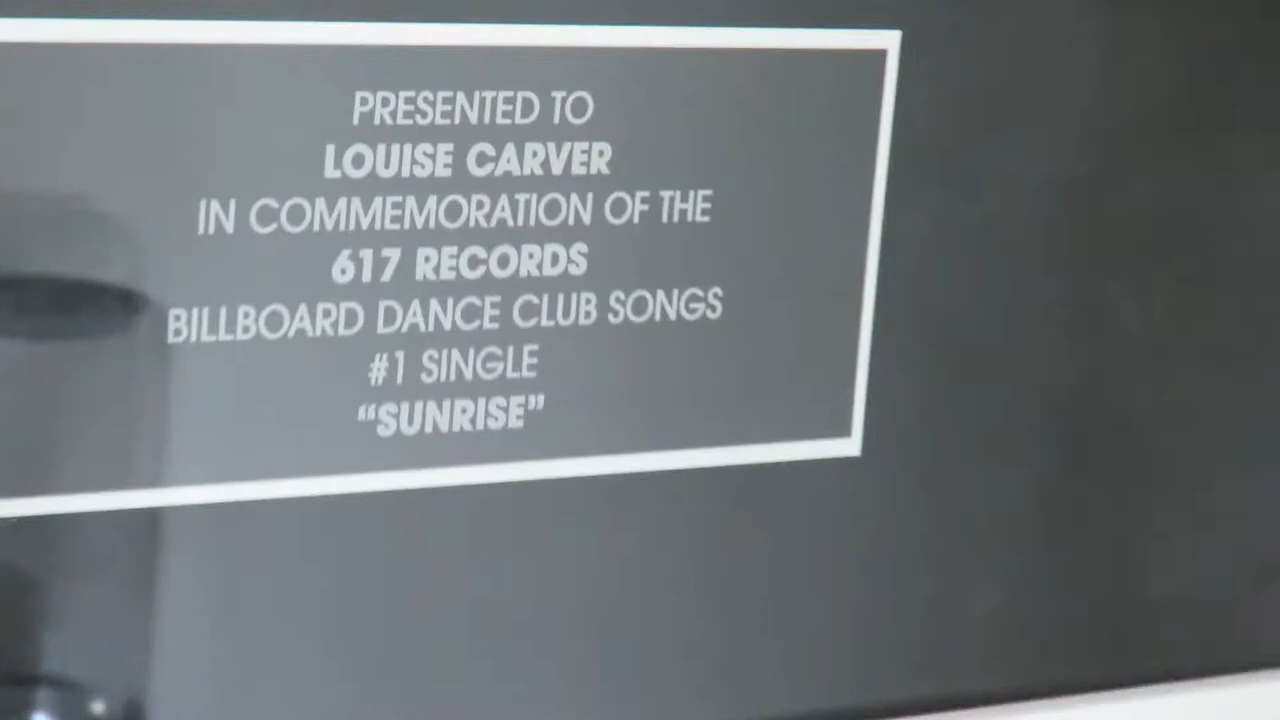 PRESENTED TO
LOUISE CARVER
IN COMMEMORATION OF THE
617 RECORDS
BILLBOARD DANCE CLUB SONGS
#1 SINGLE
“SUNRISE”